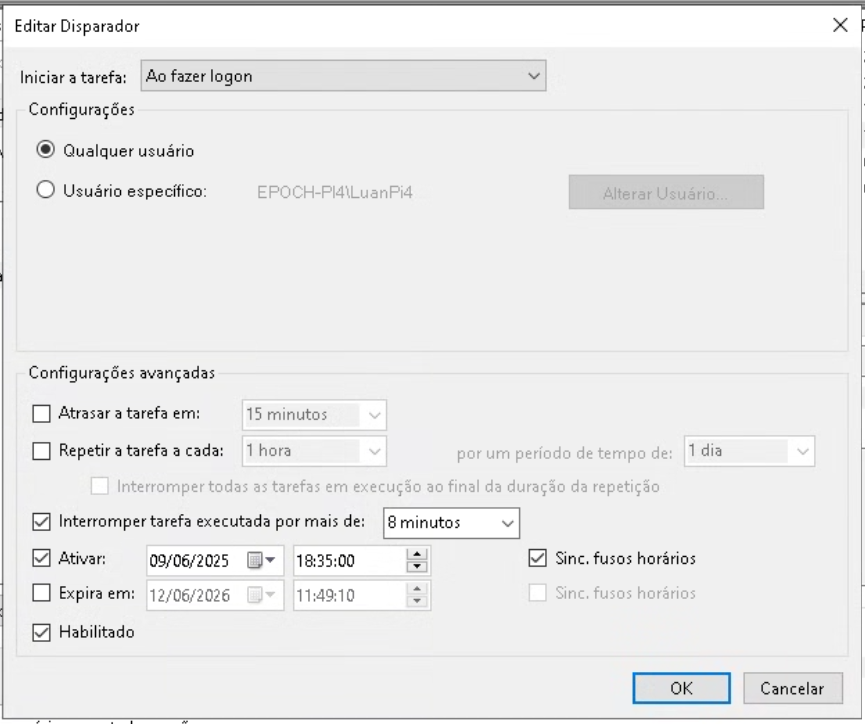 Editar Disparador
Iniciar a tarefa: Ao fazer logon
Configurações
Qualquer usuário
Usuário específico: EPOCH-PI4\LuanPi4 Alterar Usuário...
Configurações avançadas
Atrasar a tarefa em: 15 minutos
Repetir a tarefa a cada: 1 hora por um período de tempo de: 1 dia
Interromper todas as tarefas em execução ao final da duração da repetição
Interromper tarefa executada por mais de: 8 minutos
Ativar: 09/06/2025 18:35:00 Sinc. fusos horários
Expira em: 12/06/2026 11:49:10 Sinc. fusos horários
Habilitado
OK Cancelar